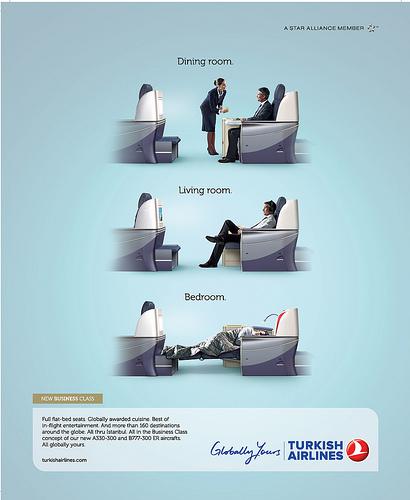 A STAR ALLIANCE MEMBER
Dining room.
Living room.
Bedroom.
NEW BUSINESS CLASS
Full flat-bed seats. Globally awarded cuisine. Best of
in-flight entertainment. And more than 160 destinations
around the globe. All thru Istanbul. All in the Business Class
concept of our new A330-300 and B777-300 ER aircrafts.
All globally yours.
turkishairlines.com
Globally Yours
TURKISH
AIRLINES